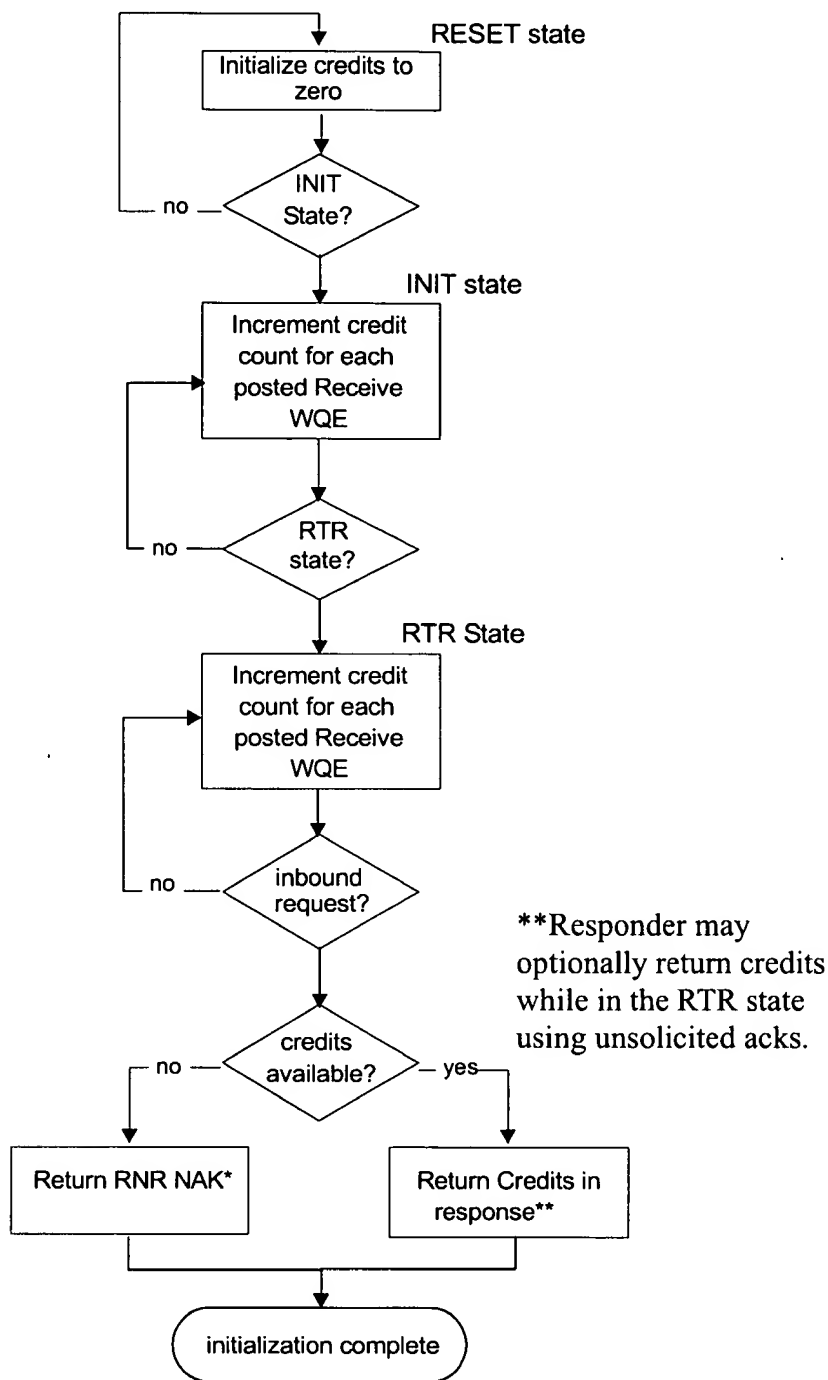 RESET state
Initialize credits to
zero
INIT
State?
no
INIT state
Increment credit
count for each
posted Receive
WQE
RTR
state?
no
RTR State
Increment credit
count for each
posted Receive
WQE
inbound
request?
no
**Responder may
optionally return credits
while in the RTR state
using unsolicited acks.
credits
available?
no
yes
Return RNR NAK*
Return Credits in
response**
initialization complete